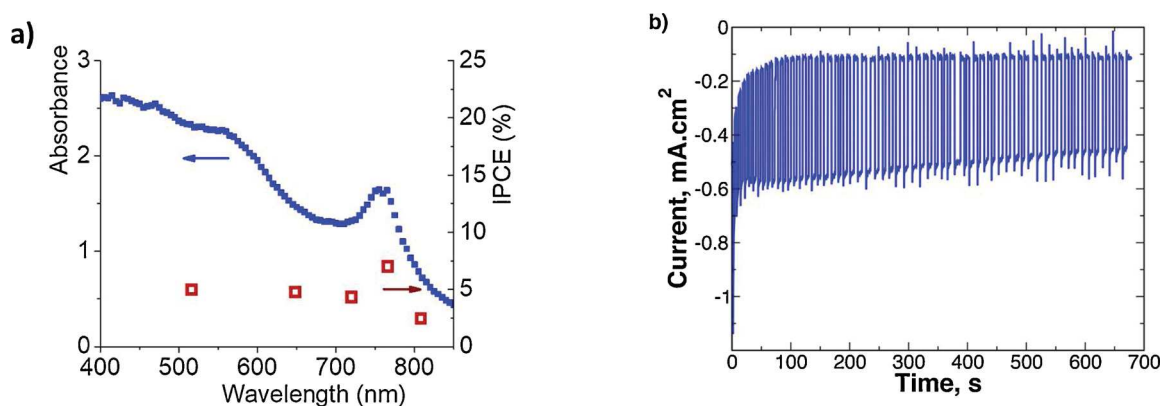 a)
Absorbance
3
2
1
0
25
20
15
10
5
0
IPCE (%)
400 500 600 700 800
Wavelength (nm)
b)
Current, mA.cm²
0
-0.2
-0.4
-0.6
-0.8
-1
0 100 200 300 400 500 600 700
Time, s